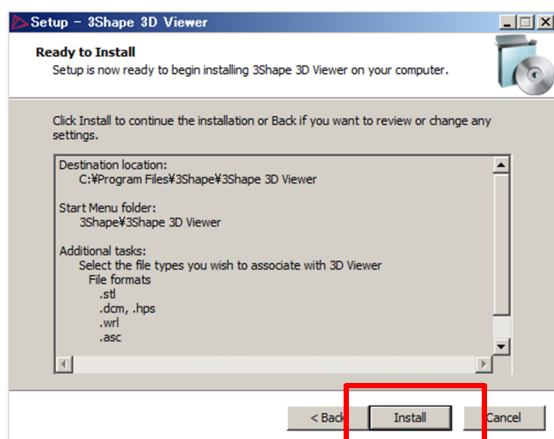 Setup - 3Shape 3D Viewer
Ready to Install
Setup is now ready to begin installing 3Shape 3D Viewer on your computer.
Click Install to continue the installation or Back if you want to review or change any
settings.
Destination location:
C:¥Program Files¥3Shape¥3Shape 3D Viewer
Start Menu folder:
3Shape¥3Shape 3D Viewer
Additional tasks:
Select the file types you wish to associate with 3D Viewer
File formats
.stl
.dcm, .hps
.wrl
.asc
< Back Install Cancel